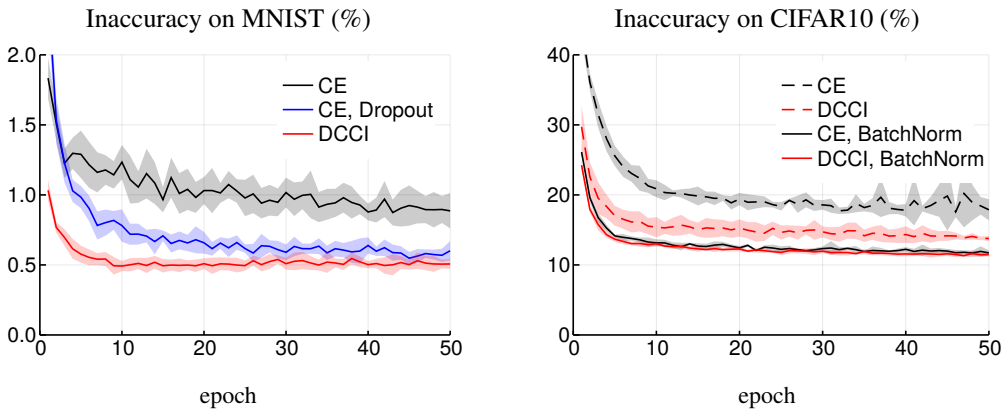 Inaccuracy on MNIST (%)
2.0
1.5
1.0
0.5
0.0
0 10 20 30 40 50
CE
CE, Dropout
DCCI
epoch
Inaccuracy on CIFAR10 (%)
40
30
20
10
0 10 20 30 40 50
CE
DCCI
CE, BatchNorm
DCCI, BatchNorm
epoch